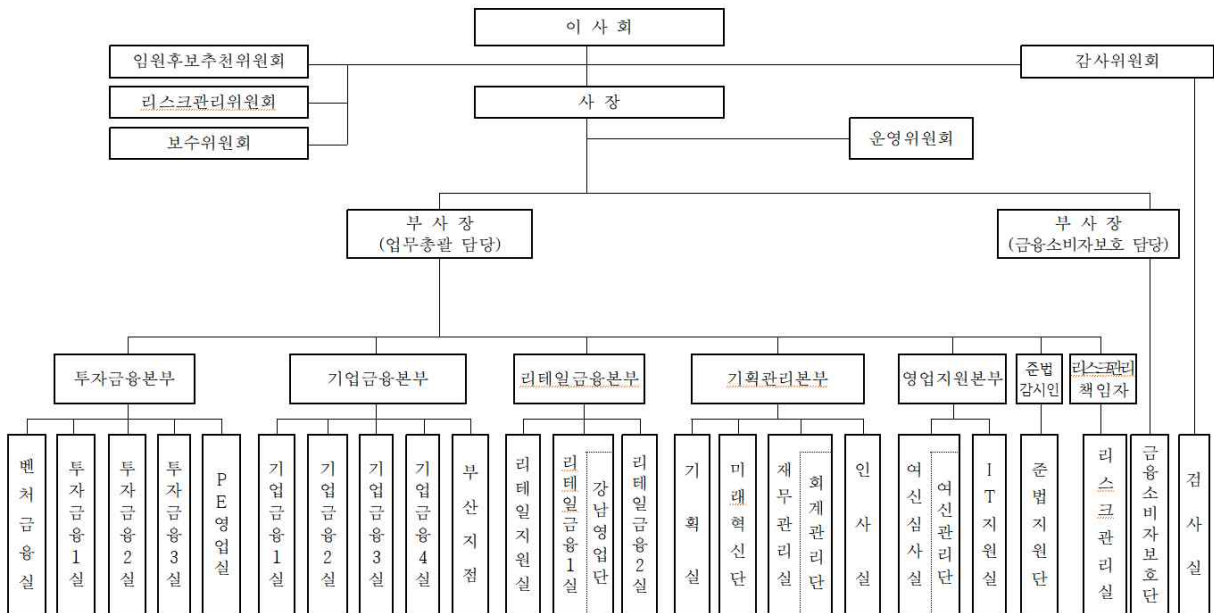 이 사 회
임원후보추천위원회
감사위원회
리스크관리위원회
사 장
보수위원회
운영위원회
부 사 장
(업무총괄 담당)
부 사 장
(금융소비자보호 담당)
투자금융본부
기업금융본부
리테일금융본부
기획관리본부
영업지원본부
준법
감시인
리스크관리
책임자
벤처금융실
투자금융1실
투자금융2실
투자금융3실
PE영업실
기업금융1실
기업금융2실
기업금융3실
기업금융4실
부산지점
리테일지원실
리테일금융1실
강남영업단
리테일금융2실
기획실
미래혁신단
재무관리실
회계관리단
인사실
여신심사실
여신관리단
IT지원실
준법지원단
리스크관리실
금융소비자보호단
검사실